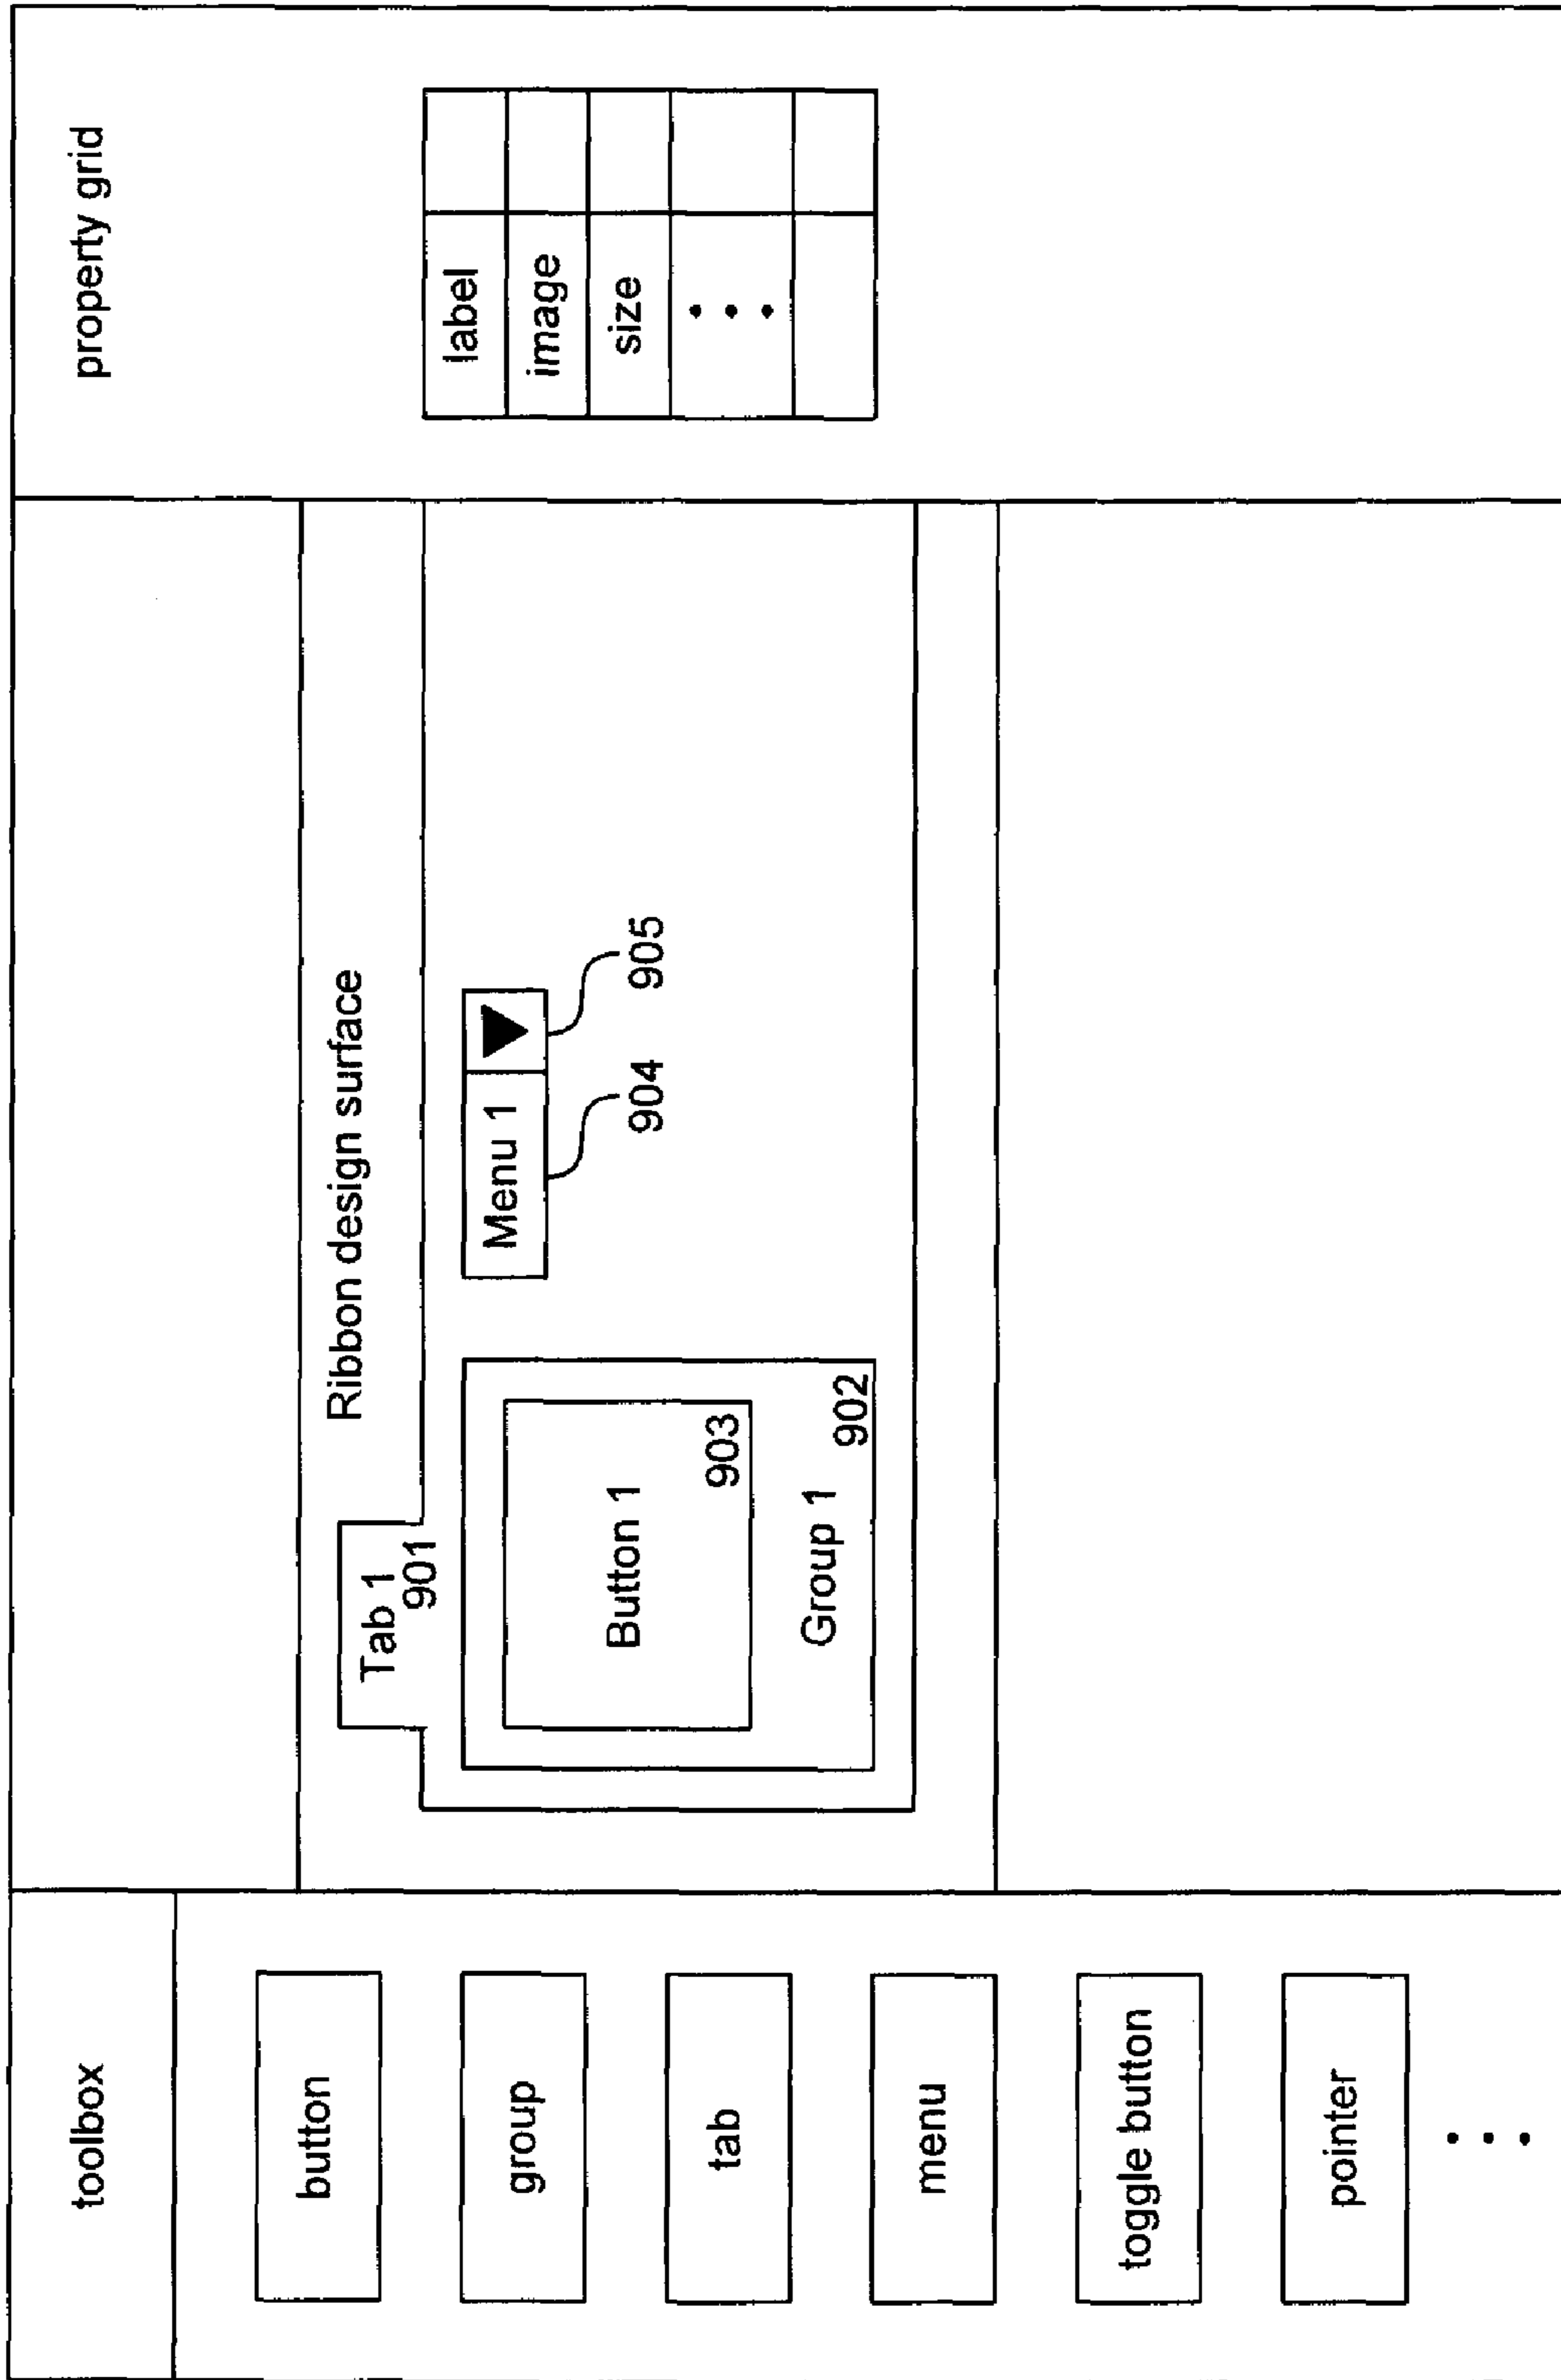 toolbox
button
group
tab
menu
toggle button
pointer
Ribbon design surface
Tab 1
901
Button 1
903
Group 1
902
Menu 1
904
905
property grid
label
image
size